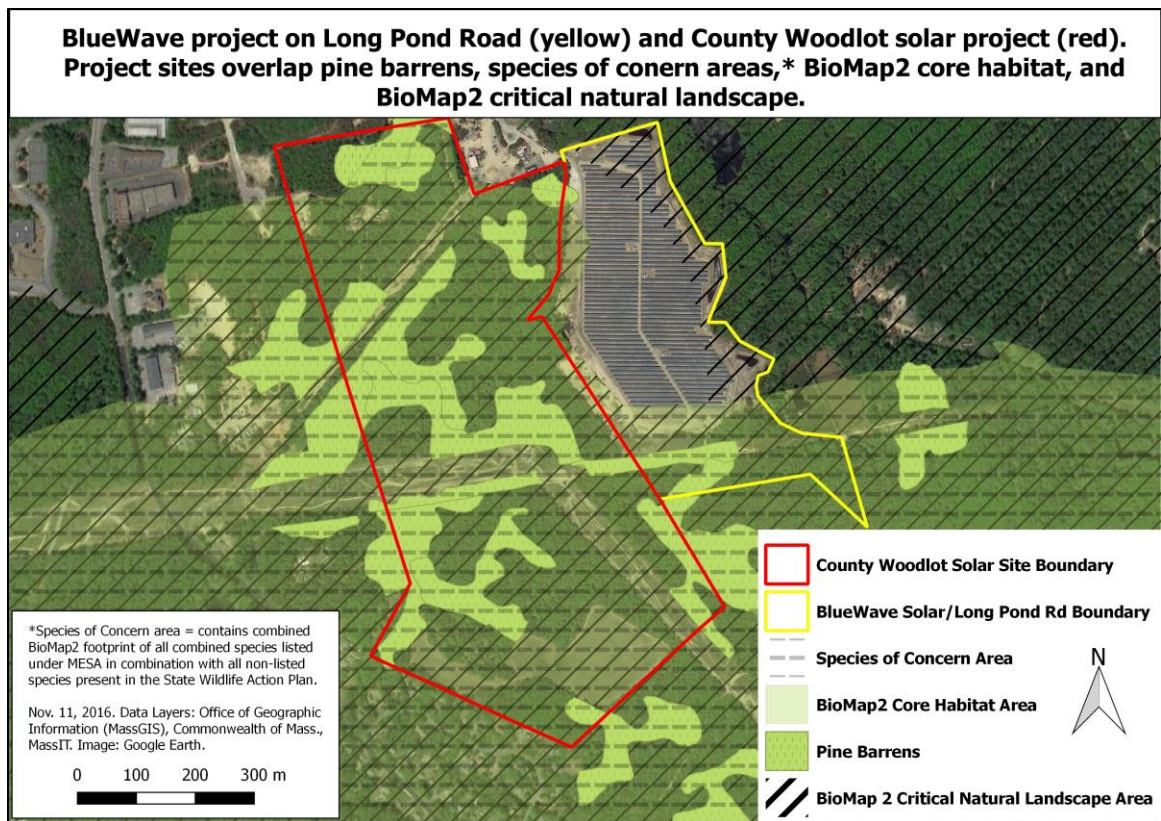 BlueWave project on Long Pond Road (yellow) and County Woodlot solar project (red).
Project sites overlap pine barrens, species of conern areas,* BioMap2 core habitat, and
BioMap2 critical natural landscape.
County Woodlot Solar Site Boundary
BlueWave Solar/Long Pond Rd Boundary
Species of Concern Area
BioMap2 Core Habitat Area
Pine Barrens
BioMap 2 Critical Natural Landscape Area
N
*Species of Concern area = contains combined
BioMap2 footprint of all combined species listed
under MESA in combination with all non-listed
species present in the State Wildlife Action Plan.
Nov. 11, 2016. Data Layers: Office of Geographic
Information (MassGIS), Commonwealth of Mass.,
MassIT. Image: Google Earth.
0 100 200 300 m